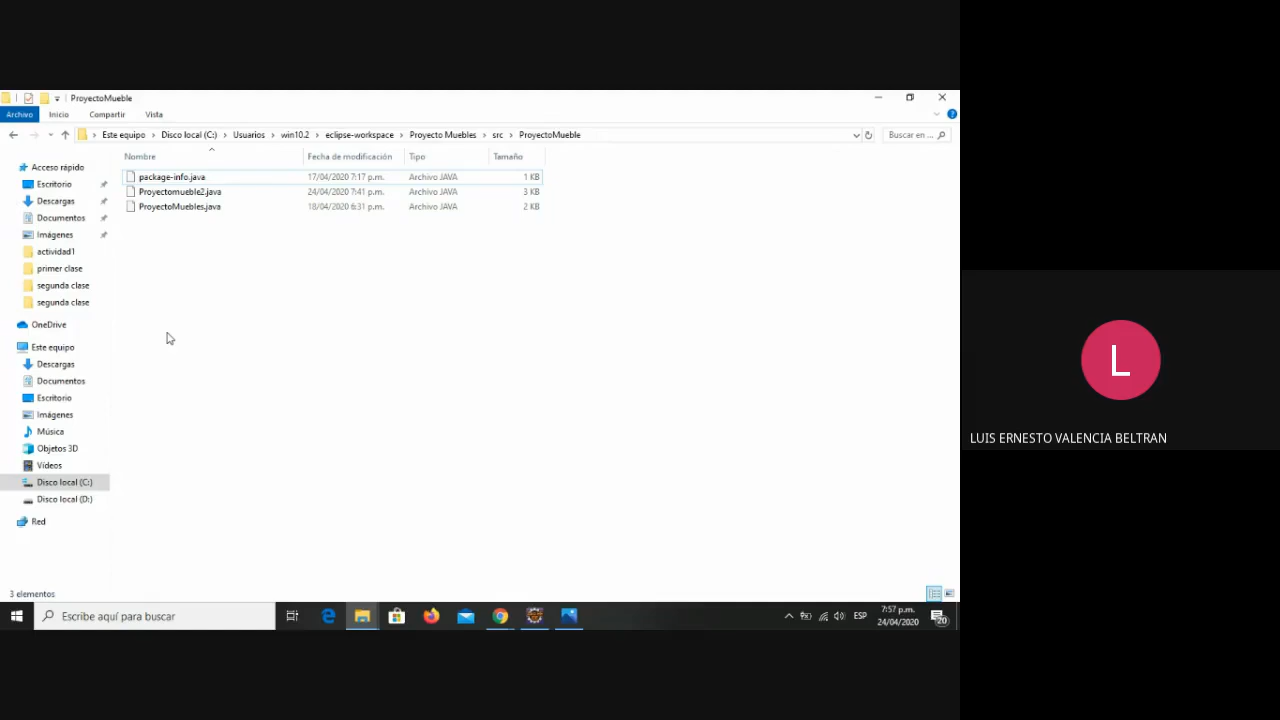 ProyectoMueble
Archivo Inicio Compartir Vista
Este equipo > Disco local (C:) > Usuarios > win10.2 > eclipse-workspace > Proyecto Muebles > src > ProyectoMueble
Buscar en ...
Nombre Fecha de modificación Tipo Tamaño
package-info.java 17/04/2020 7:17 p.m. Archivo JAVA 1 KB
Proyectomueble2.java 24/04/2020 7:41 p.m. Archivo JAVA 3 KB
ProyectoMuebles.java 18/04/2020 6:31 p.m. Archivo JAVA 2 KB
Acceso rápido
Escritorio
Descargas
Documentos
Imágenes
actividad1
primer clase
segunda clase
segunda clase
OneDrive
Este equipo
Descargas
Documentos
Escritorio
Imágenes
Música
Objetos 3D
Vídeos
Disco local (C:)
Disco local (D:)
Red
3 elementos
Escribe aquí para buscar
ESP
7:57 p.m.
24/04/2020
20
L
LUIS ERNESTO VALENCIA BELTRAN